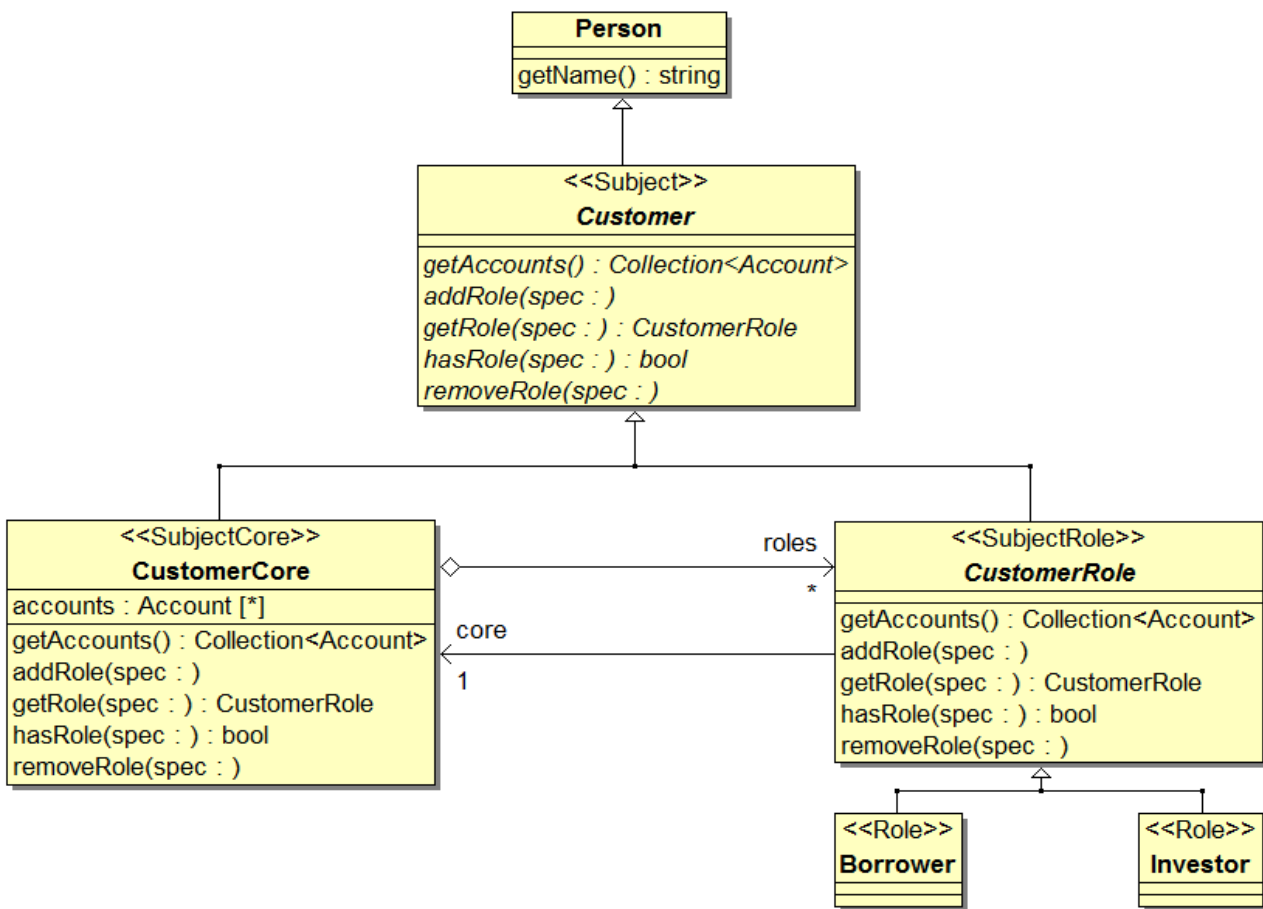 Person
getName() : string
<<Subject>>
Customer
getAccounts() : Collection<Account>
addRole(spec : )
getRole(spec : ) : CustomerRole
hasRole(spec : ) : bool
removeRole(spec : )
<<SubjectCore>>
CustomerCore
accounts : Account [*]
getAccounts() : Collection<Account>
addRole(spec : )
getRole(spec : ) : CustomerRole
hasRole(spec : ) : bool
removeRole(spec : )
roles
*
core
1
<<SubjectRole>>
CustomerRole
getAccounts() : Collection<Account>
addRole(spec : )
getRole(spec : ) : CustomerRole
hasRole(spec : ) : bool
removeRole(spec : )
<<Role>>
Borrower
<<Role>>
Investor